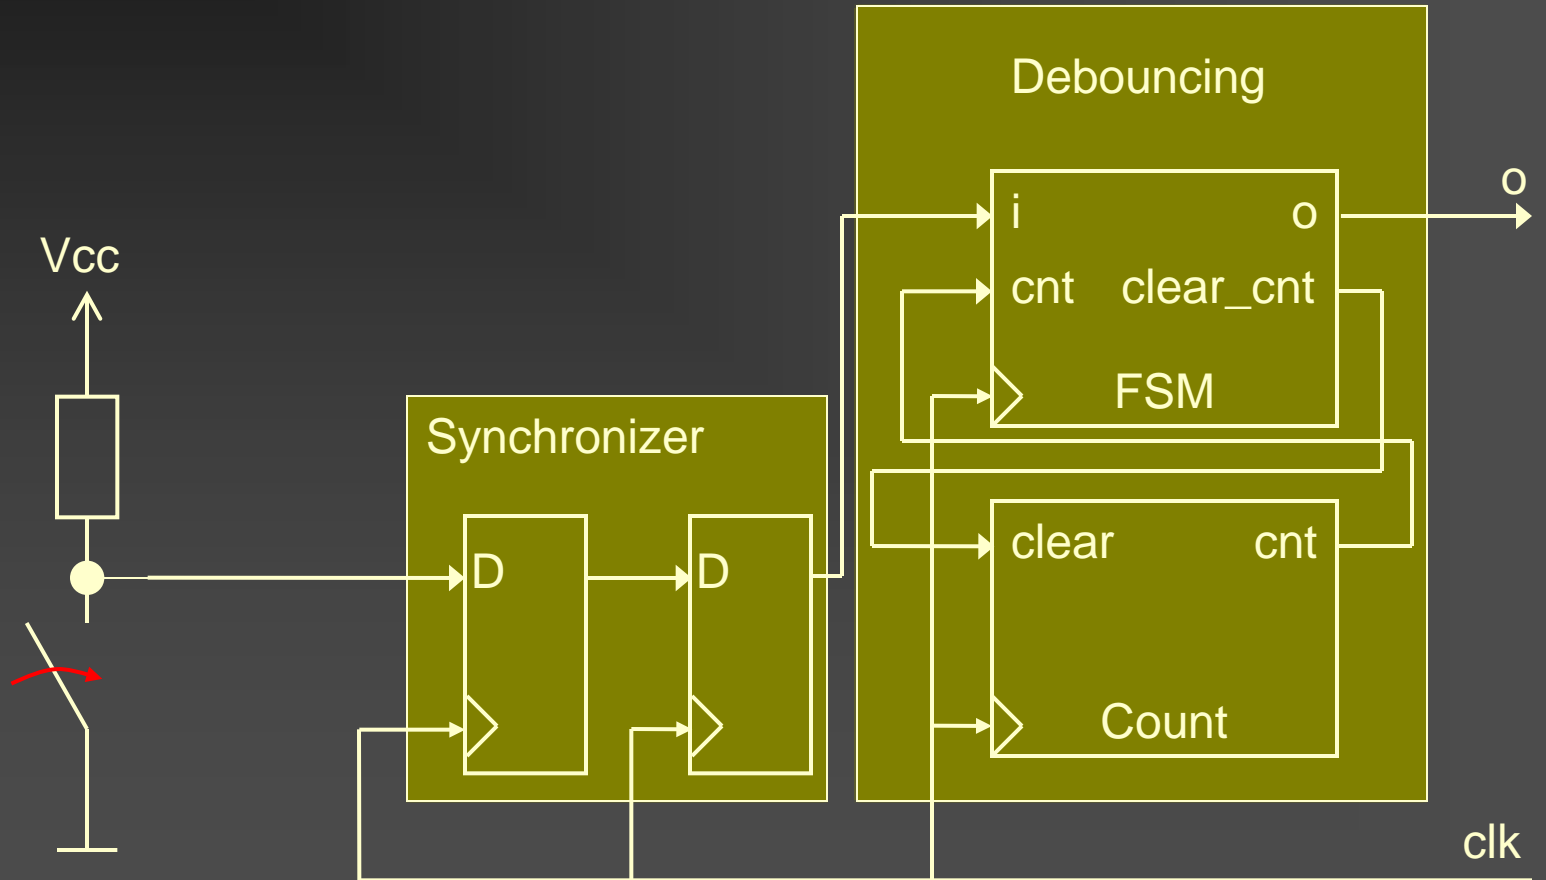 Debouncing
o
i
o
Vcc
cnt
clear_cnt
FSM
Synchronizer
clear
cnt
D
D
Count
clk